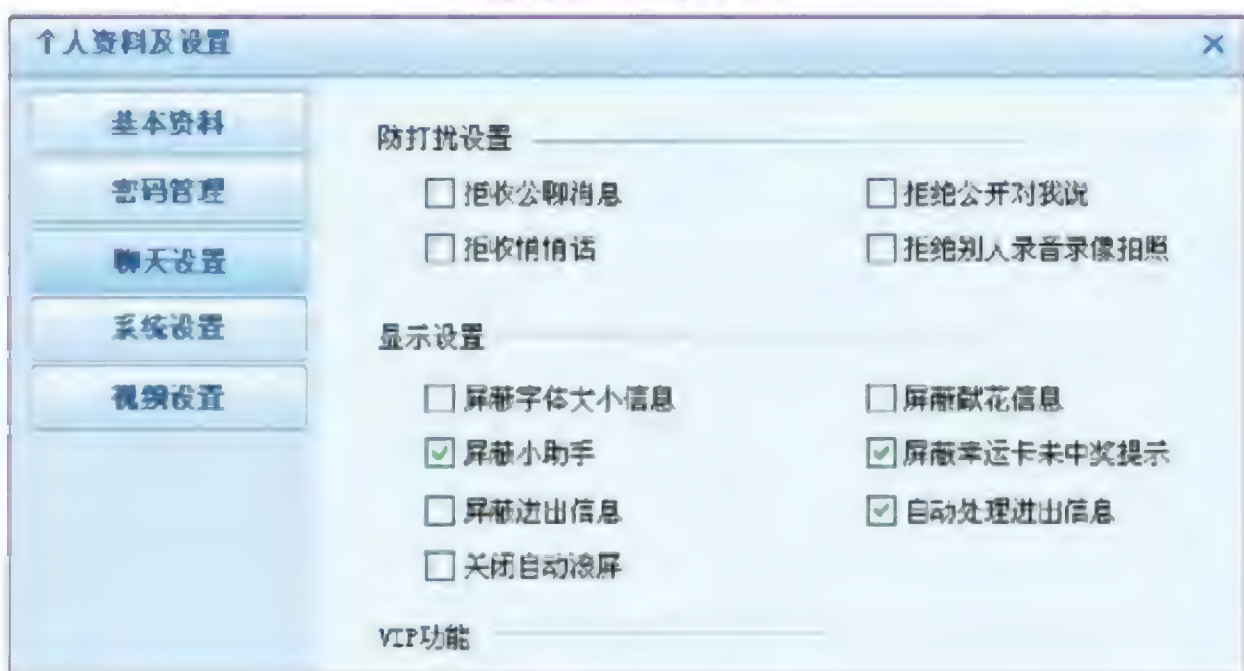 个人资料及设置
基本资料
密码管理
聊天设置
系统设置
视频设置
防打扰设置
拒收公聊消息
拒绝公开对我说
拒收悄悄话
拒绝别人录音录像拍照
显示设置
屏蔽字体大小信息
屏蔽献花信息
屏蔽小助手
屏蔽幸运卡未中奖提示
屏蔽进出信息
自动处理进出信息
关闭自动滚屏
VIP功能